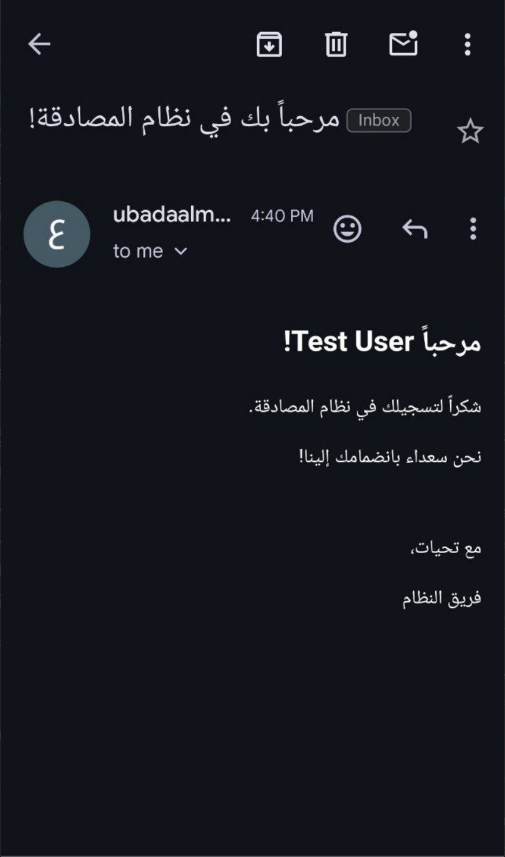 مرحباً بك في نظام المصادقة! Inbox
ubadaalm... 4:40 PM
ع
to me
مرحباً Test User!
شكراً لتسجيلك في نظام المصادقة.
نحن سعداء بانضمامك إلينا!
مع تحيات،
فريق النظام